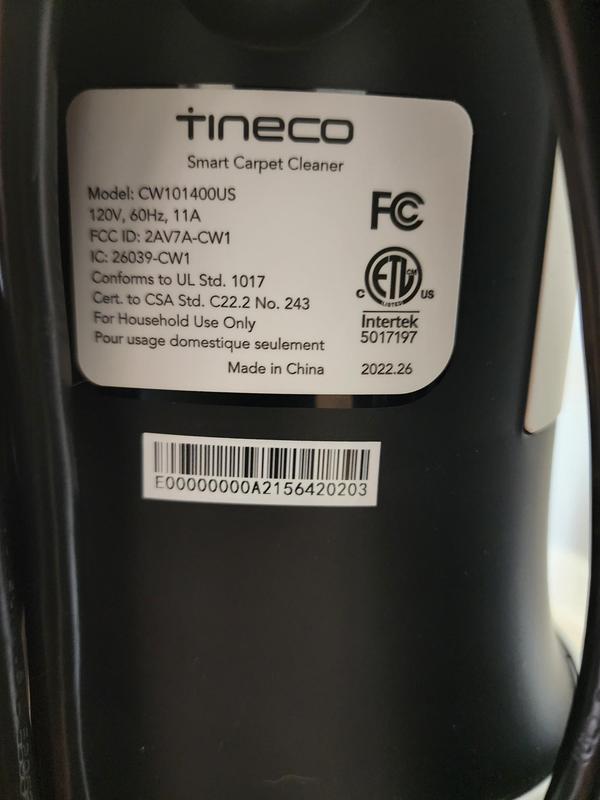 TINECO
Smart Carpet Cleaner
Model: CW101400US
120V, 60Hz, 11A
FCC ID: 2AV7A-CW1
IC: 26039-CW1
Conforms to UL Std. 1017
Cert. to CSA Std. C22.2 No. 243
For Household Use Only
Pour usage domestique seulement
Made in China
FC
ETL
CM
LISTED
C US
Intertek
5017197
2022.26
E00000000A2156420203